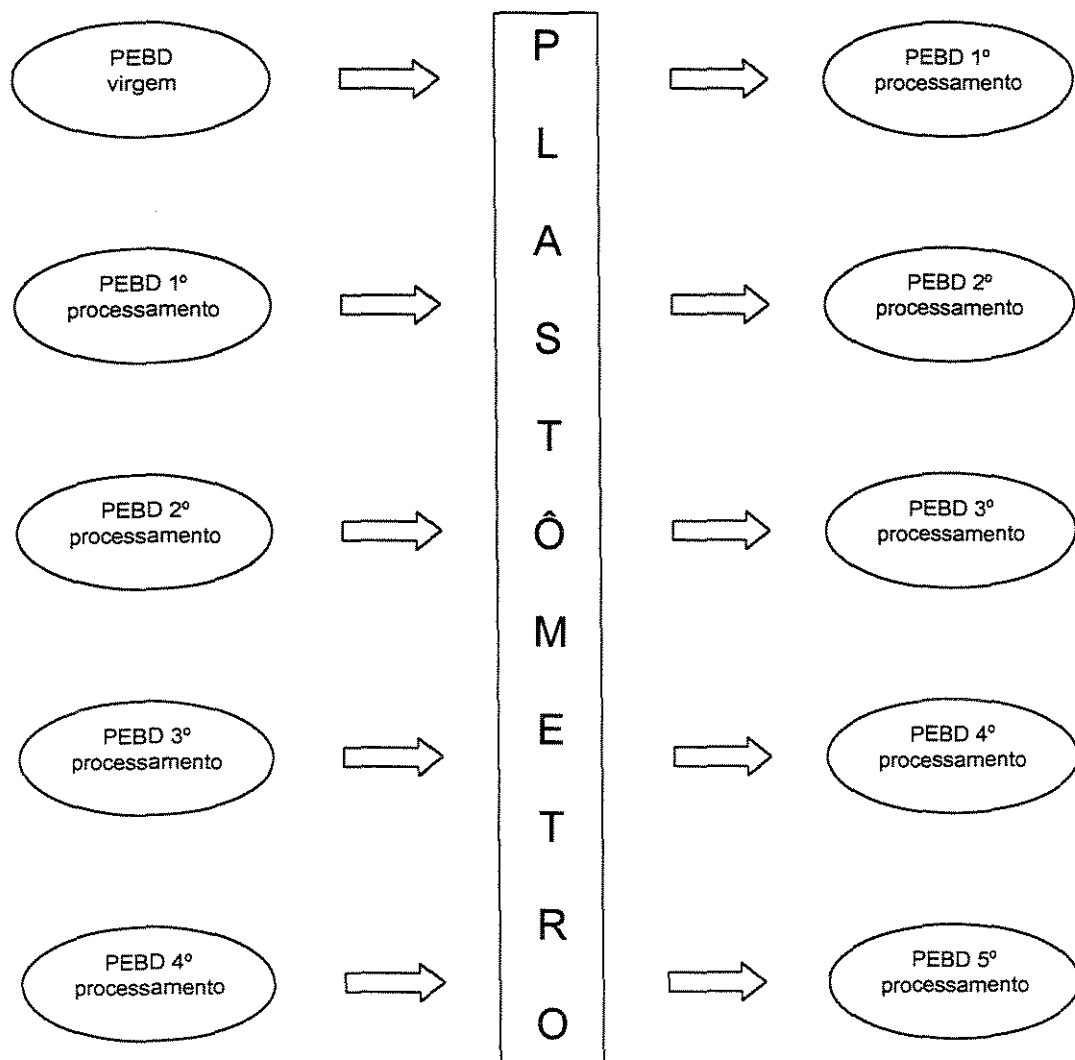 PEBD
virgem
PEBD 1º
processamento
PEBD 1º
processamento
PEBD 2º
processamento
PEBD 2º
processamento
PEBD 3º
processamento
PEBD 3º
processamento
PEBD 4º
processamento
PEBD 4º
processamento
PEBD 5º
processamento
P
L
A
S
T
Ô
M
E
T
R
O